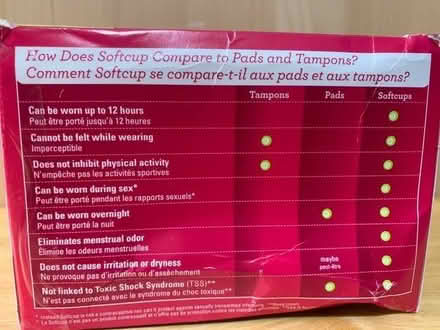 How Does Softcup Compare to Pads and Tampons?
Comment Softcup se compare-t-il aux pads et aux tampons?
Tampons Pads Softcups
Can be worn up to 12 hours
Peut être porté jusqu'à 12 heures
Cannot be felt while wearing
Imperceptible
Does not inhibit physical activity
N'empêche pas les activités sportives
Can be worn during sex*
Peut être porté pendant les rapports sexuels*
Can be worn overnight
Peut être porté la nuit
Eliminates menstrual odor
Élimine les odeurs menstruelles
Does not cause irritation or dryness maybe
Ne provoque pas d'irritation ou d'assèchement peut-être
Not linked to Toxic Shock Syndrome (TSS)**
N'est pas connecté avec le syndrome du choc toxique**